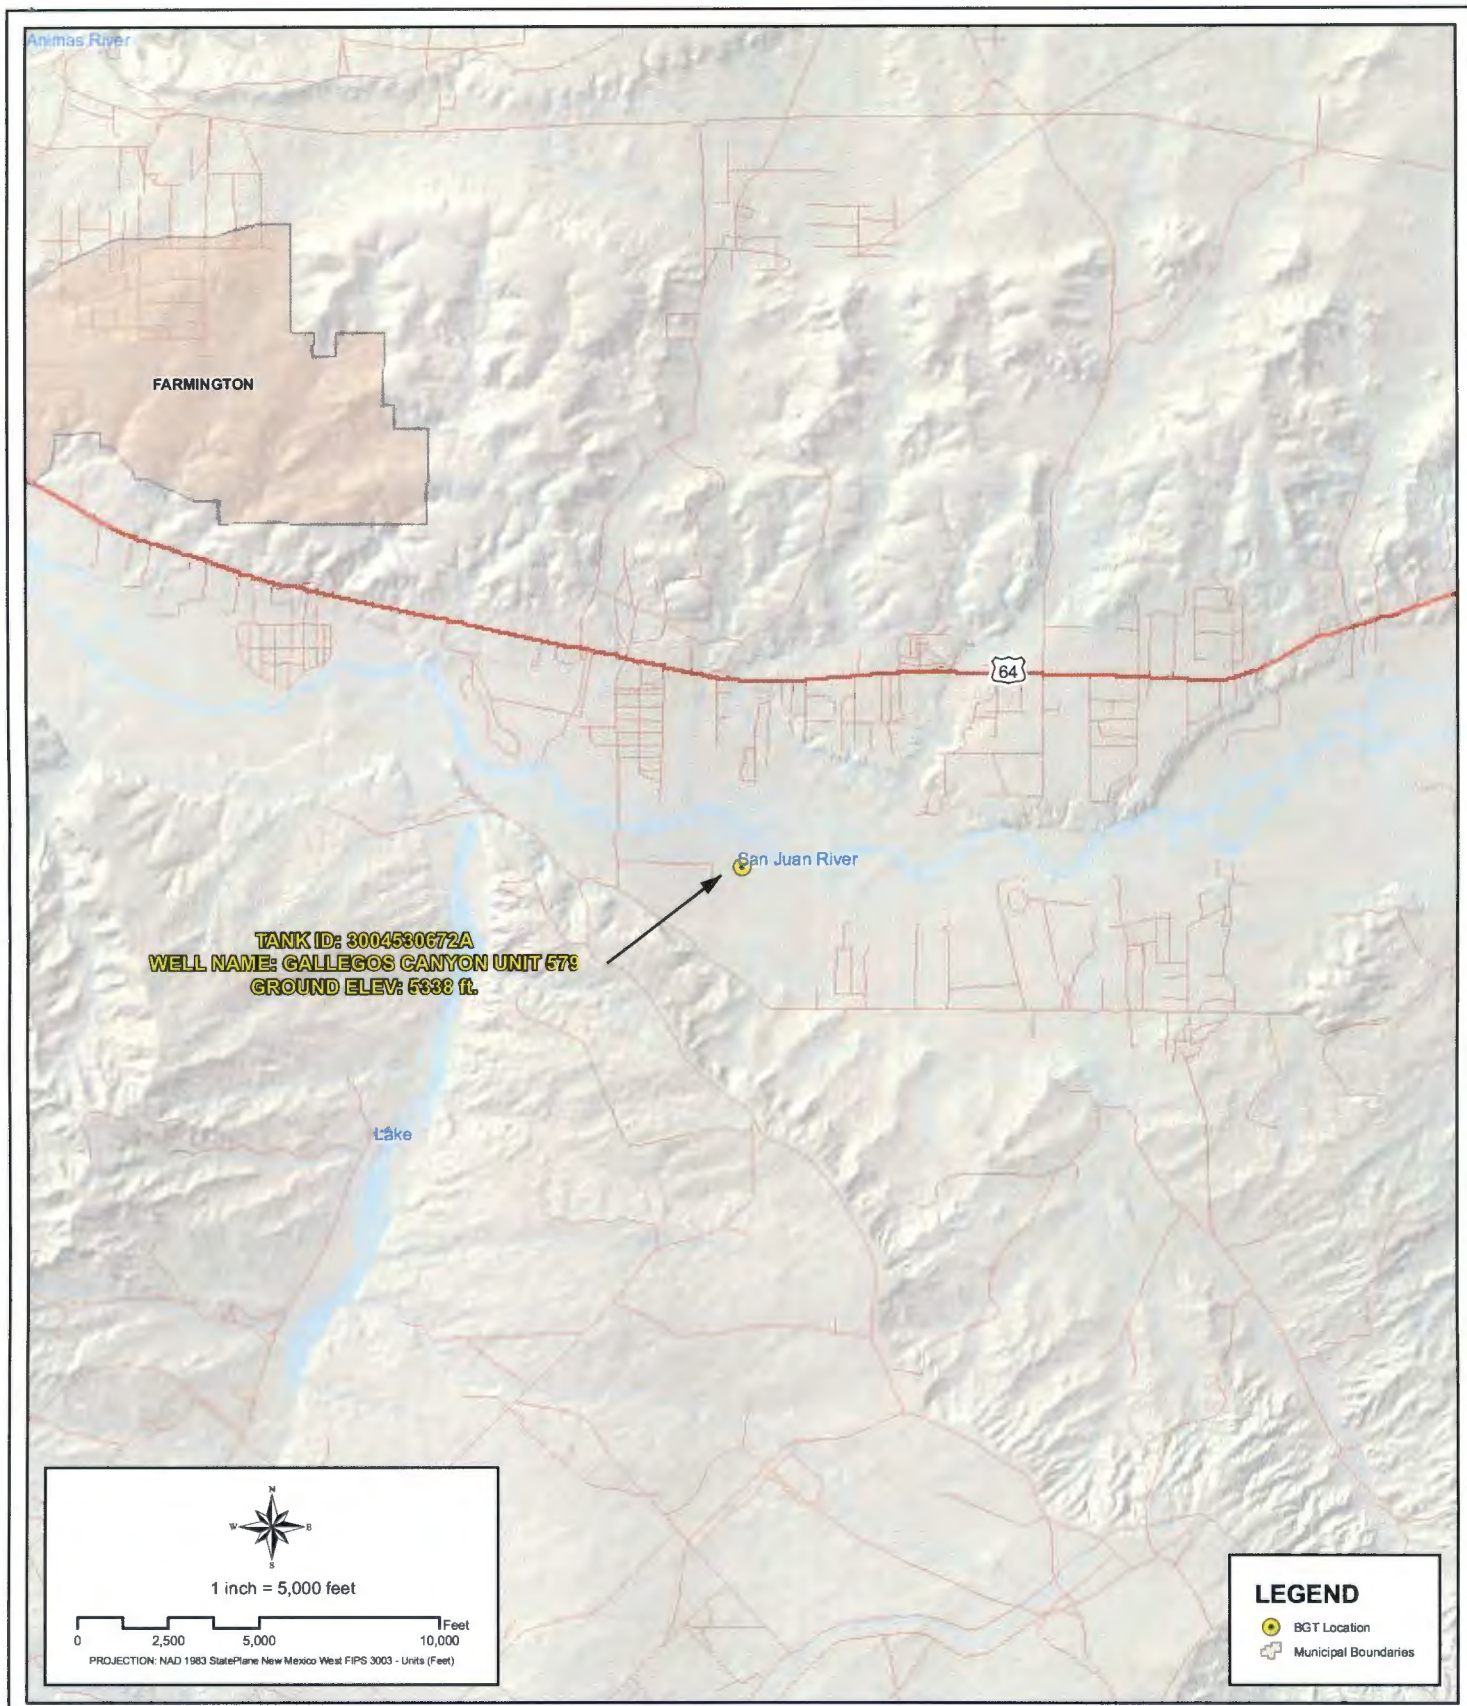 Animas River
FARMINGTON
64
San Juan River
TANK ID: 3004530672A
WELL NAME: GALLEGOS CANYON UNIT 579
GROUND ELEV: 5338 ft.
Lake
N
W E
S
1 inch = 5,000 feet
Feet
0 2,500 5,000 10,000
PROJECTION: NAD 1983 StatePlane New Mexico West FIPS 3003 - Units (Feet)
LEGEND
BGT Location
Municipal Boundaries